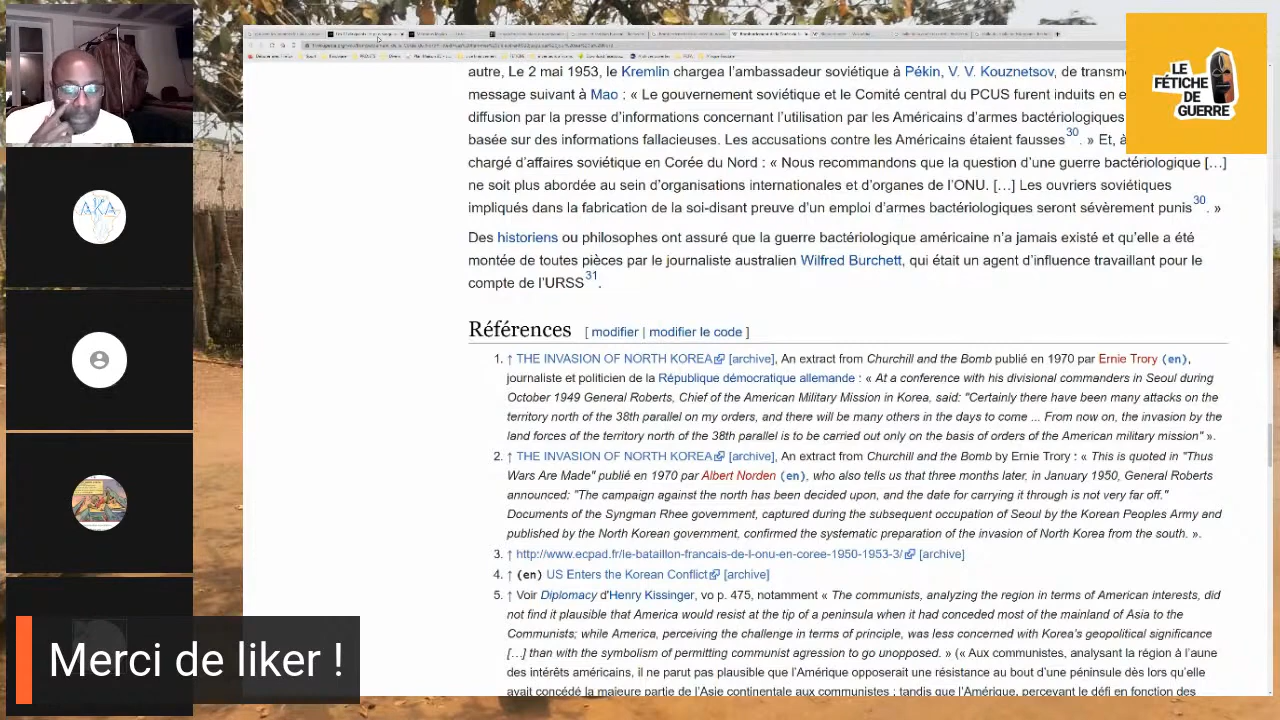 LE
FÉTICHE
DE
GUERRE
autre, Le 2 mai 1953, le Kremlin chargea l'ambassadeur soviétique à Pékin, V. V. Kouznetsov, de transme
message suivant à Mao : « Le gouvernement soviétique et le Comité central du PCUS furent induits en e
diffusion par la presse d'informations concernant l'utilisation par les Américains d'armes bactériologiques
basée sur des informations fallacieuses. Les accusations contre les Américains étaient fausses30. » Et, à
chargé d'affaires soviétique en Corée du Nord : « Nous recommandons que la question d'une guerre bactériologique […]
ne soit plus abordée au sein d'organisations internationales et d'organes de l'ONU. […] Les ouvriers soviétiques
impliqués dans la fabrication de la soi-disant preuve d'un emploi d'armes bactériologiques seront sévèrement punis30. »
Des historiens ou philosophes ont assuré que la guerre bactériologique américaine n'a jamais existé et qu'elle a été
montée de toutes pièces par le journaliste australien Wilfred Burchett, qui était un agent d'influence travaillant pour le
compte de l'URSS31.
Références [ modifier | modifier le code ]
1. ↑ THE INVASION OF NORTH KOREA [archive], An extract from Churchill and the Bomb publié en 1970 par Ernie Trory (en),
journaliste et politicien de la République démocratique allemande : « At a conference with his divisional commanders in Seoul during
October 1949 General Roberts, Chief of the American Military Mission in Korea, said: "Certainly there have been many attacks on the
territory north of the 38th parallel on my orders, and there will be many others in the days to come ... From now on, the invasion by the
land forces of the territory north of the 38th parallel is to be carried out only on the basis of orders of the American military mission" ».
2. ↑ THE INVASION OF NORTH KOREA [archive], An extract from Churchill and the Bomb by Ernie Trory : « This is quoted in "Thus
Wars Are Made" publié en 1970 par Albert Norden (en), who also tells us that three months later, in January 1950, General Roberts
announced: "The campaign against the north has been decided upon, and the date for carrying it through is not very far off."
Documents of the Syngman Rhee government, captured during the subsequent occupation of Seoul by the Korean Peoples Army and
published by the North Korean government, confirmed the systematic preparation of the invasion of North Korea from the south. ».
3. ↑ http://www.ecpad.fr/le-bataillon-francais-de-l-onu-en-coree-1950-1953-3/ [archive]
4. ↑ (en) US Enters the Korean Conflict [archive]
5. ↑ Voir Diplomacy d'Henry Kissinger, vo p. 475, notamment « The communists, analyzing the region in terms of American interests, did
not find it plausible that America would resist at the tip of a peninsula when it had conceded most of the mainland of Asia to the
Communists; while America, perceiving the challenge in terms of principle, was less concerned with Korea's geopolitical significance
[…] than with the symbolism of permitting communist agression to go unopposed. » (« Aux communistes, analysant la région à l'aune
des intérêts américains, il ne parut pas plausible que l'Amérique opposerait une résistance au bout d'une péninsule dès lors qu'elle
avait concédé la majeure partie de l'Asie continentale aux communistes ; tandis que l'Amérique, percevant le défi en fonction des
AKA
Merci de liker !